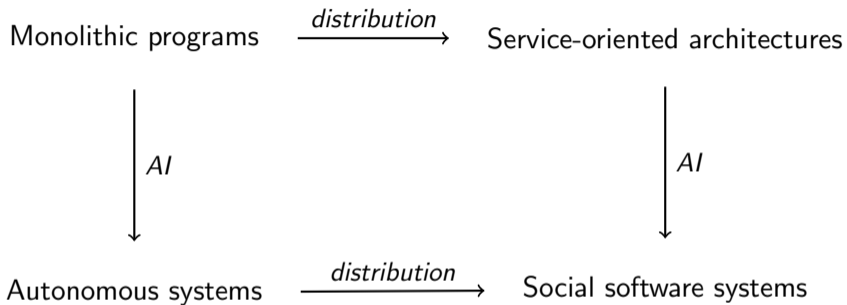 Monolithic programs
distribution
Service-oriented architectures
AI
AI
Autonomous systems
distribution
Social software systems